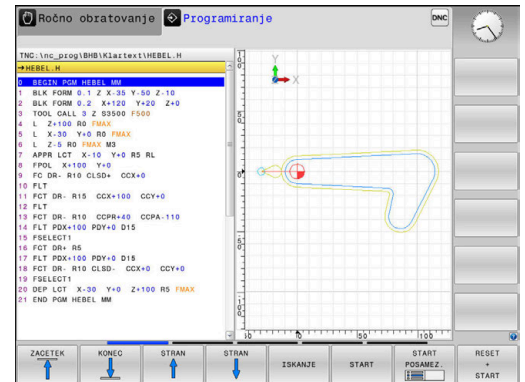 Ročno obratovanje
Programiranje
DNC
TNC:\nc_prog\BHB\Klartext\HEBEL.H
→HEBEL.H
0 BEGIN PGM HEBEL MM
1 BLK FORM 0.1 Z X-35 Y-50 Z-10
2 BLK FORM 0.2 X+120 Y+20 Z+0
3 TOOL CALL 3 Z S3500 F500
4 L Z+100 R0 FMAX
5 L X-30 Y+0 R0 FMAX
6 L Z-5 R0 FMAX M3
7 APPR LCT X-10 Y+0 R5 RL
8 FPOL X+100 Y+0
9 FC DR- R10 CLSD+ CCX+0
10 FLT
11 FCT DR- R15 CCX+100 CCY+0
12 FLT
13 FCT DR- R10 CCPR+40 CCPA-110
14 FLT PDX+100 PDY+0 D15
15 FSELECT1
16 FCT DR+ R5
17 FLT PDX+100 PDY+0 D15
18 FCT DR- R10 CLSD- CCX+0 CCY+0
19 FSELECT1
20 DEP LCT X-30 Y+0 Z+100 R5 FMAX
21 END PGM HEBEL MM
Y
X
0
50
100
ZAČETEK
KONEC
STRAN
STRAN
ISKANJE
START
START
POSAMEZ.
RESET
+
START